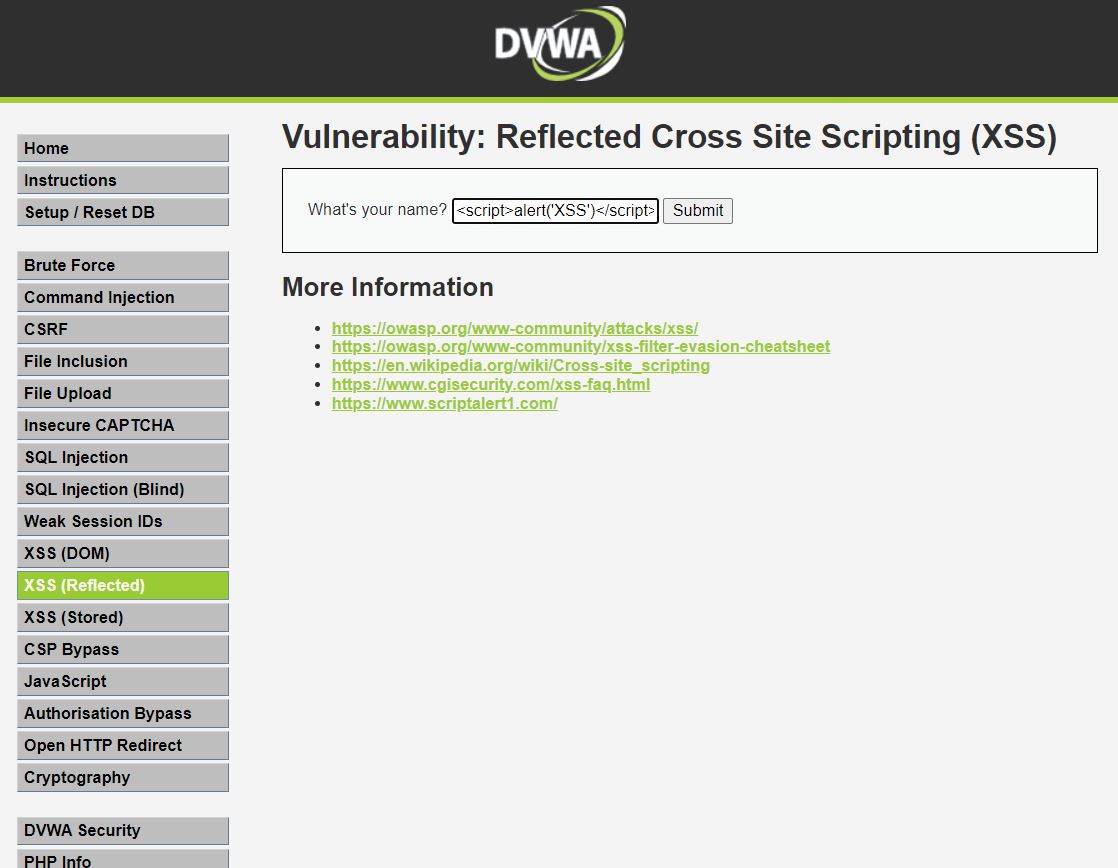 DVWA
Home
Instructions
Setup / Reset DB
Brute Force
Command Injection
CSRF
File Inclusion
File Upload
Insecure CAPTCHA
SQL Injection
SQL Injection (Blind)
Weak Session IDs
XSS (DOM)
XSS (Reflected)
XSS (Stored)
CSP Bypass
JavaScript
Authorisation Bypass
Open HTTP Redirect
Cryptography
DVWA Security
PHP Info
Vulnerability: Reflected Cross Site Scripting (XSS)
What's your name? <script>alert('XSS')</script> Submit
More Information
https://owasp.org/www-community/attacks/xss/
https://owasp.org/www-community/xss-filter-evasion-cheatsheet
https://en.wikipedia.org/wiki/Cross-site_scripting
https://www.cgisecurity.com/xss-faq.html
https://www.scriptalert1.com/